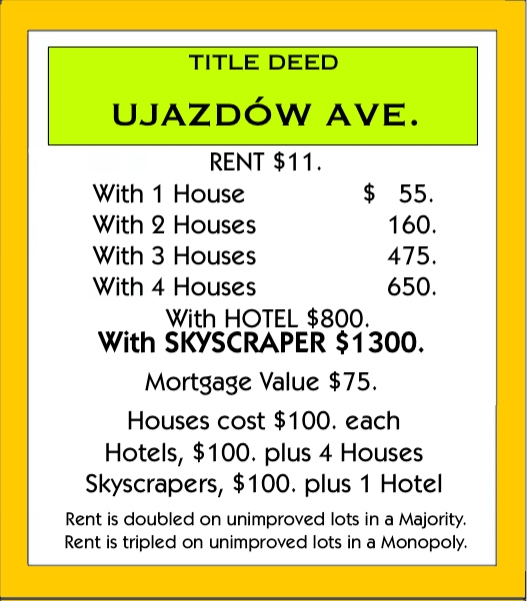 TITLE DEED
UJAZDÓW AVE.
RENT $11.
With 1 House $ 55.
With 2 Houses 160.
With 3 Houses 475.
With 4 Houses 650.
With HOTEL $800.
With SKYSCRAPER $1300.
Mortgage Value $75.
Houses cost $100. each
Hotels, $100. plus 4 Houses
Skyscrapers, $100. plus 1 Hotel
Rent is doubled on unimproved lots in a Majority.
Rent is tripled on unimproved lots in a Monopoly.